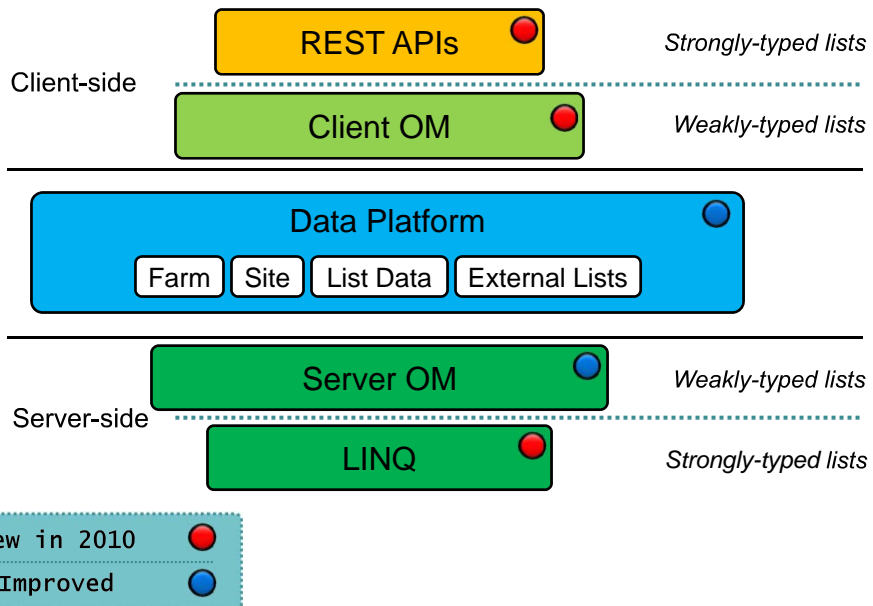 REST APIs
Strongly-typed lists
Client-side
Client OM
Weakly-typed lists
Data Platform
Farm Site List Data External Lists
Server OM
Weakly-typed lists
Server-side
LINQ
Strongly-typed lists
ew in 2010
Improved